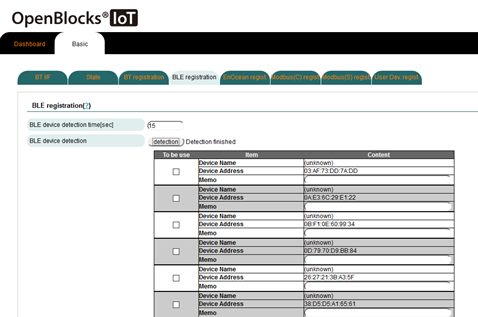 OpenBlocks® IoT
Dashboard Basic
BT I/F State BT registration BLE registration EnOcean regist Modbus(C) regist Modbus(S) regist User Dev. regist
BLE registration(?)
BLE device detection time[sec] 15
BLE device detection detection Detection finished
To be use Item Content
Device Name (unknown)
Device Address 03:AF:73:DD:7A:DD
Memo
Device Name (unknown)
Device Address 0A:E3:6C:29:E1:22
Memo
Device Name (unknown)
Device Address 0B:F1:0E:60:99:34
Memo
Device Name (unknown)
Device Address 0D:79:70:D9:BB:84
Memo
Device Name (unknown)
Device Address 26:27:21:3B:A3:5F
Memo
Device Name (unknown)
Device Address 38:D5:D5:A1:65:61
Memo